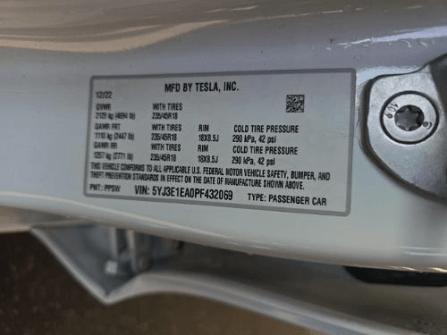 MFD BY TESLA, INC.
12/22
GVWR WITH TIRES
2129 kg (4694 lb) 235/45R18
GAWR FRT WITH TIRES RIM COLD TIRE PRESSURE
1110 kg (2447 lb) 235/45R18 18X8.5J 290 kPa, 42 psi
GAWR RR WITH TIRES RIM COLD TIRE PRESSURE
1257 kg (2771 lb) 235/45R18 18X8.5J 290 kPa, 42 psi
THIS VEHICLE CONFORMS TO ALL APPLICABLE U.S. FEDERAL MOTOR VEHICLE SAFETY, BUMPER, AND
THEFT PREVENTION STANDARDS IN EFFECT ON THE DATE OF MANUFACTURE SHOWN ABOVE.
PNT: PPSW VIN: 5YJ3E1EA0PF432069 TYPE: PASSENGER CAR